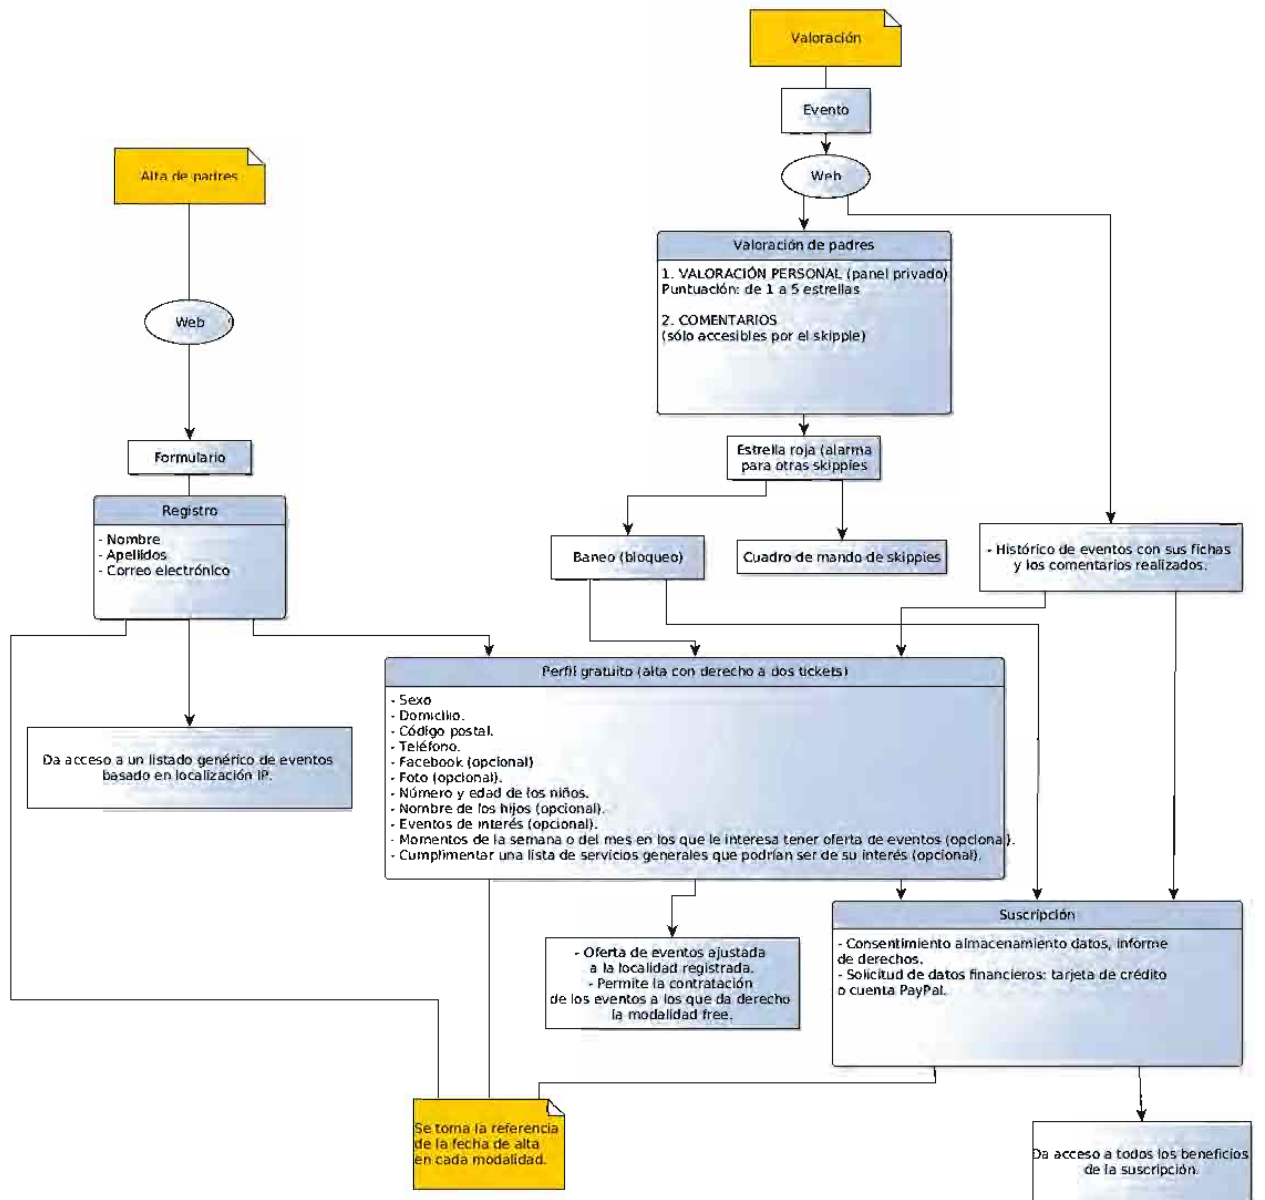 Valoración
Evento
Web
Alta de padres
Web
Formulario
Registro
- Nombre
- Apellidos
- Correo electrónico
Valoración de padres
1. VALORACIÓN PERSONAL (panel privado)
Puntuación: de 1 a 5 estrellas
2. COMENTARIOS
(sólo accesibles por el skipple)
Estrella roja (alarma
para otras skippies
Baneo (bloqueo)
Cuadro de mando de skippies
- Histórico de eventos con sus fichas
y los comentarios realizados.
Da acceso a un listado genérico de eventos
basado en localización IP.
Perfil gratuito (alta con derecho a dos tickets)
- Sexo
- Domicilio.
- Código postal.
- Teléfono.
- Facebook (opcional)
- Foto (opcional).
- Número y edad de los niños.
- Nombre de los hijos (opcional).
- Eventos de interés (opcional).
- Momentos de la semana o del mes en los que le interesa tener oferta de eventos (opcional).
- Cumplimentar una lista de servicios generales que podrían ser de su interés (opcional).
- Oferta de eventos ajustada
a la localidad registrada.
- Permite la contratación
de los eventos a los que da derecho
la modalidad free.
Suscripción
- Consentimiento almacenamiento datos, informe
de derechos.
- Solicitud de datos financieros: tarjeta de crédito
o cuenta PayPal.
Se toma la referencia
de la fecha de alta
en cada modalidad.
Da acceso a todos los beneficios
de la suscripción.